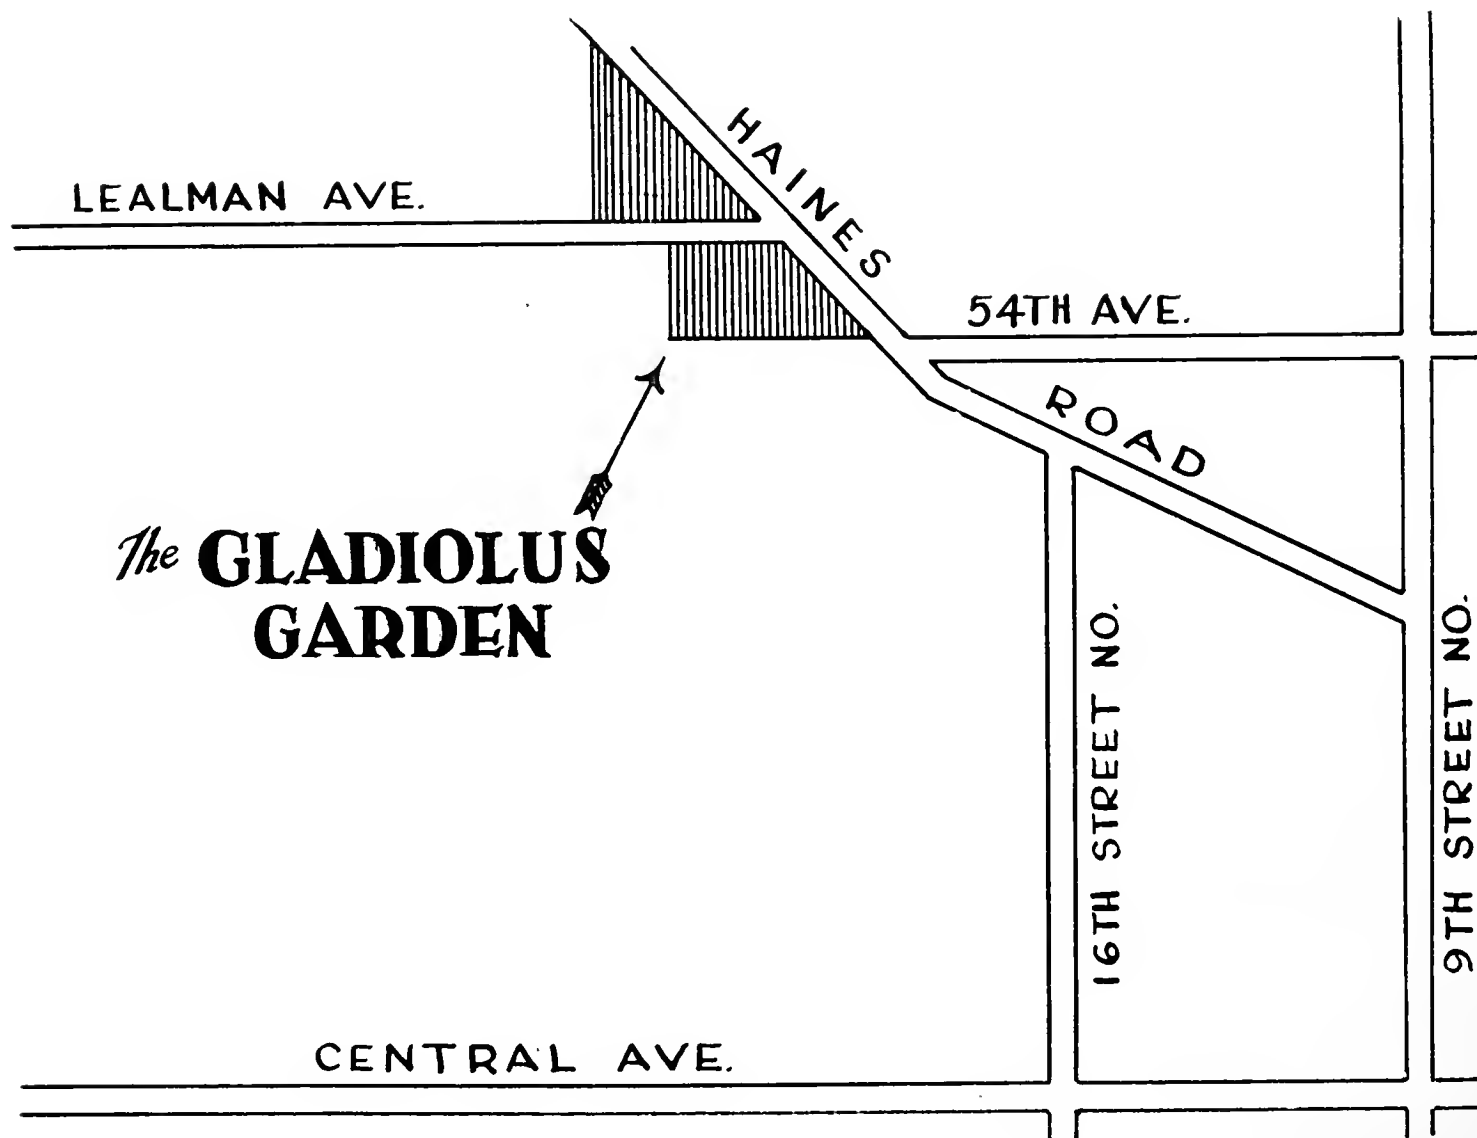 HAINES
LEALMAN AVE.
54TH AVE.
ROAD
The GLADIOLUS
GARDEN
16TH STREET NO.
9TH STREET NO.
CENTRAL AVE.